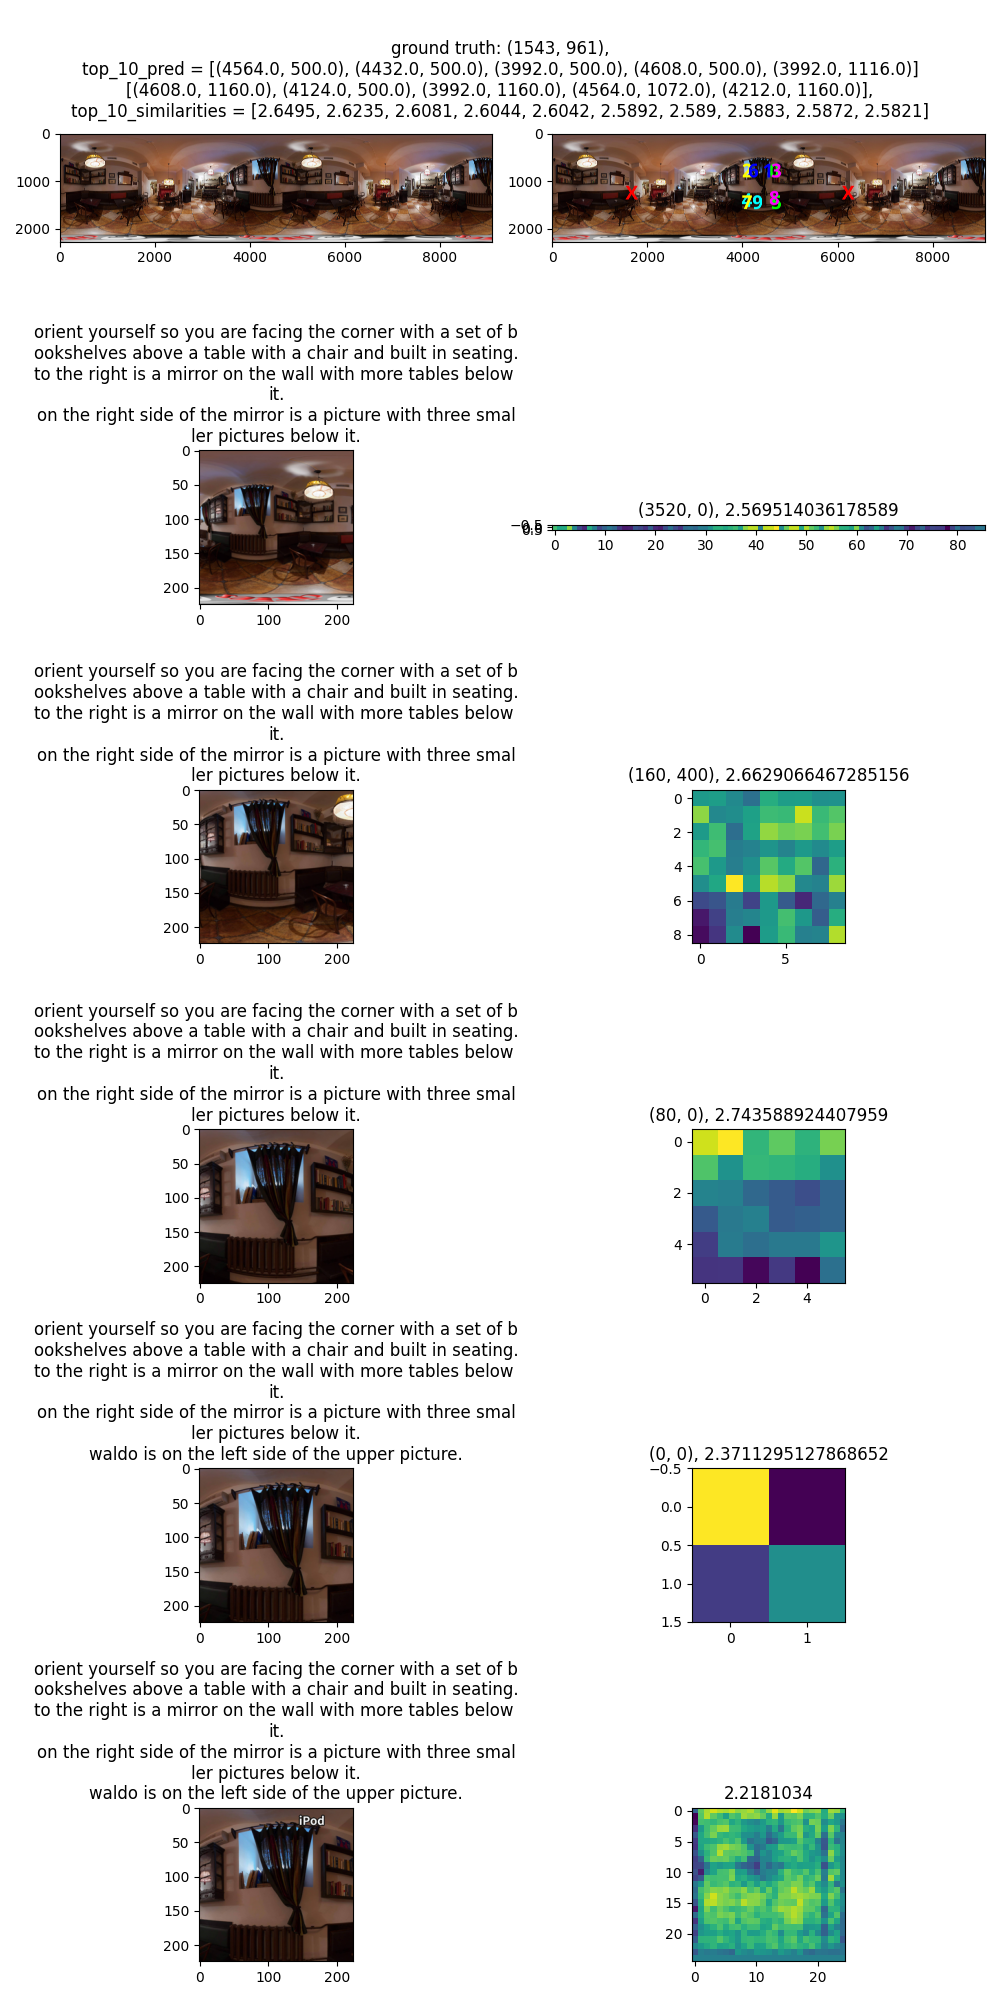 ground truth: (1543, 961),
top_10_pred = [(4564.0, 500.0), (4432.0, 500.0), (3992.0, 500.0), (4608.0, 500.0), (3992.0, 1116.0)]
[(4608.0, 1160.0), (4124.0, 500.0), (3992.0, 1160.0), (4564.0, 1072.0), (4212.0, 1160.0)],
top_10_similarities = [2.6495, 2.6235, 2.6081, 2.6044, 2.6042, 2.5892, 2.589, 2.5883, 2.5872, 2.5821]
0
1000
2000
0 2000 4000 6000 8000
0
1000
2000
X X
0 2000 4000 6000 8000
orient yourself so you are facing the corner with a set of b
ookshelves above a table with a chair and built in seating.
to the right is a mirror on the wall with more tables below
it.
on the right side of the mirror is a picture with three smal
ler pictures below it.
0
50
100
150
200
0 100 200
(3520, 0), 2.569514036178589
0 10 20 30 40 50 60 70 80
orient yourself so you are facing the corner with a set of b
ookshelves above a table with a chair and built in seating.
to the right is a mirror on the wall with more tables below
it.
on the right side of the mirror is a picture with three smal
ler pictures below it.
0
50
100
150
200
0 100 200
(160, 400), 2.6629066467285156
0
2
4
6
8
0 5
orient yourself so you are facing the corner with a set of b
ookshelves above a table with a chair and built in seating.
to the right is a mirror on the wall with more tables below
it.
on the right side of the mirror is a picture with three smal
ler pictures below it.
0
50
100
150
200
0 100 200
(80, 0), 2.743588924407959
0
2
4
0 2 4
orient yourself so you are facing the corner with a set of b
ookshelves above a table with a chair and built in seating.
to the right is a mirror on the wall with more tables below
it.
on the right side of the mirror is a picture with three smal
ler pictures below it.
waldo is on the left side of the upper picture.
0
50
100
150
200
0 100 200
(0, 0), 2.3711295127868652
−0.5
0.0
0.5
1.0
1.5
0 1
orient yourself so you are facing the corner with a set of b
ookshelves above a table with a chair and built in seating.
to the right is a mirror on the wall with more tables below
it.
on the right side of the mirror is a picture with three smal
ler pictures below it.
waldo is on the left side of the upper picture.
iPod
0
50
100
150
200
0 100 200
2.2181034
0
5
10
15
20
0 10 20